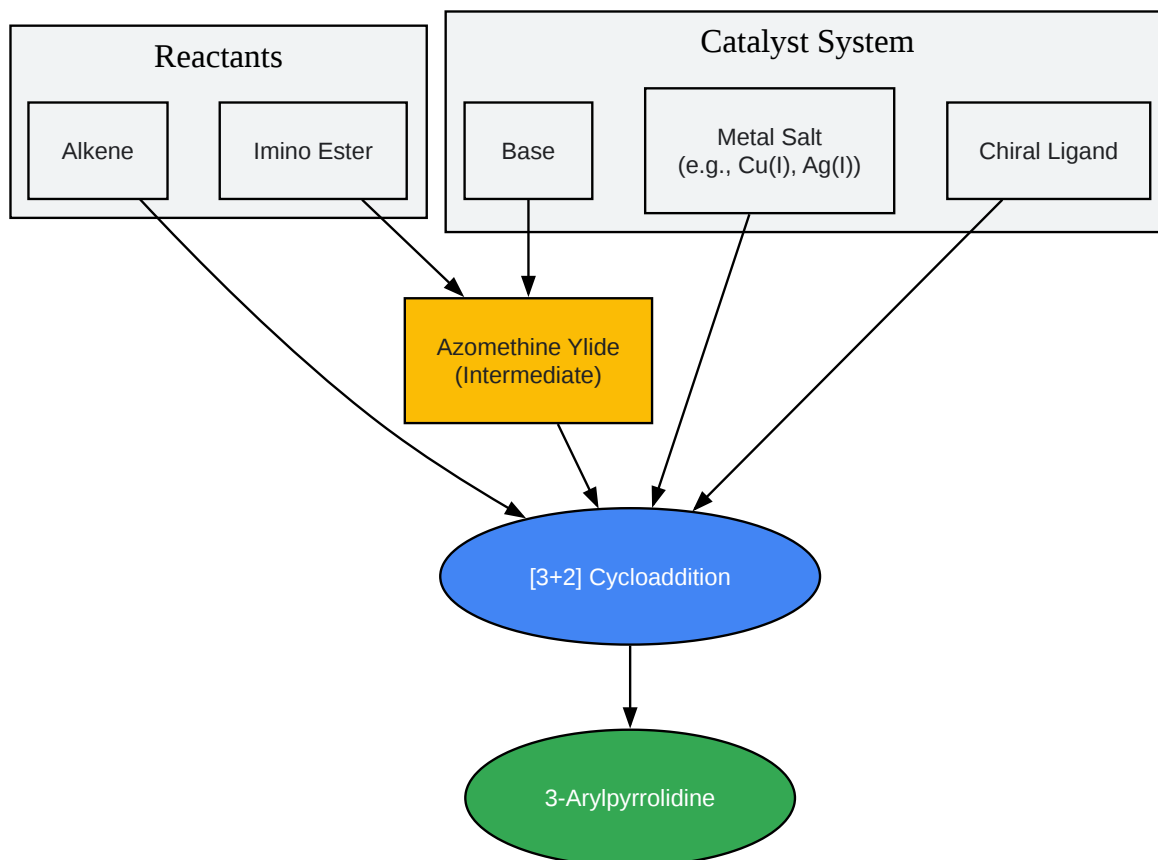 Reactants
Catalyst System
Alkene
Imino Ester
Base
Metal Salt
(e.g., Cu(I), Ag(I))
Chiral Ligand
Azomethine Ylide
(Intermediate)
[3+2] Cycloaddition
3-Arylpyrrolidine